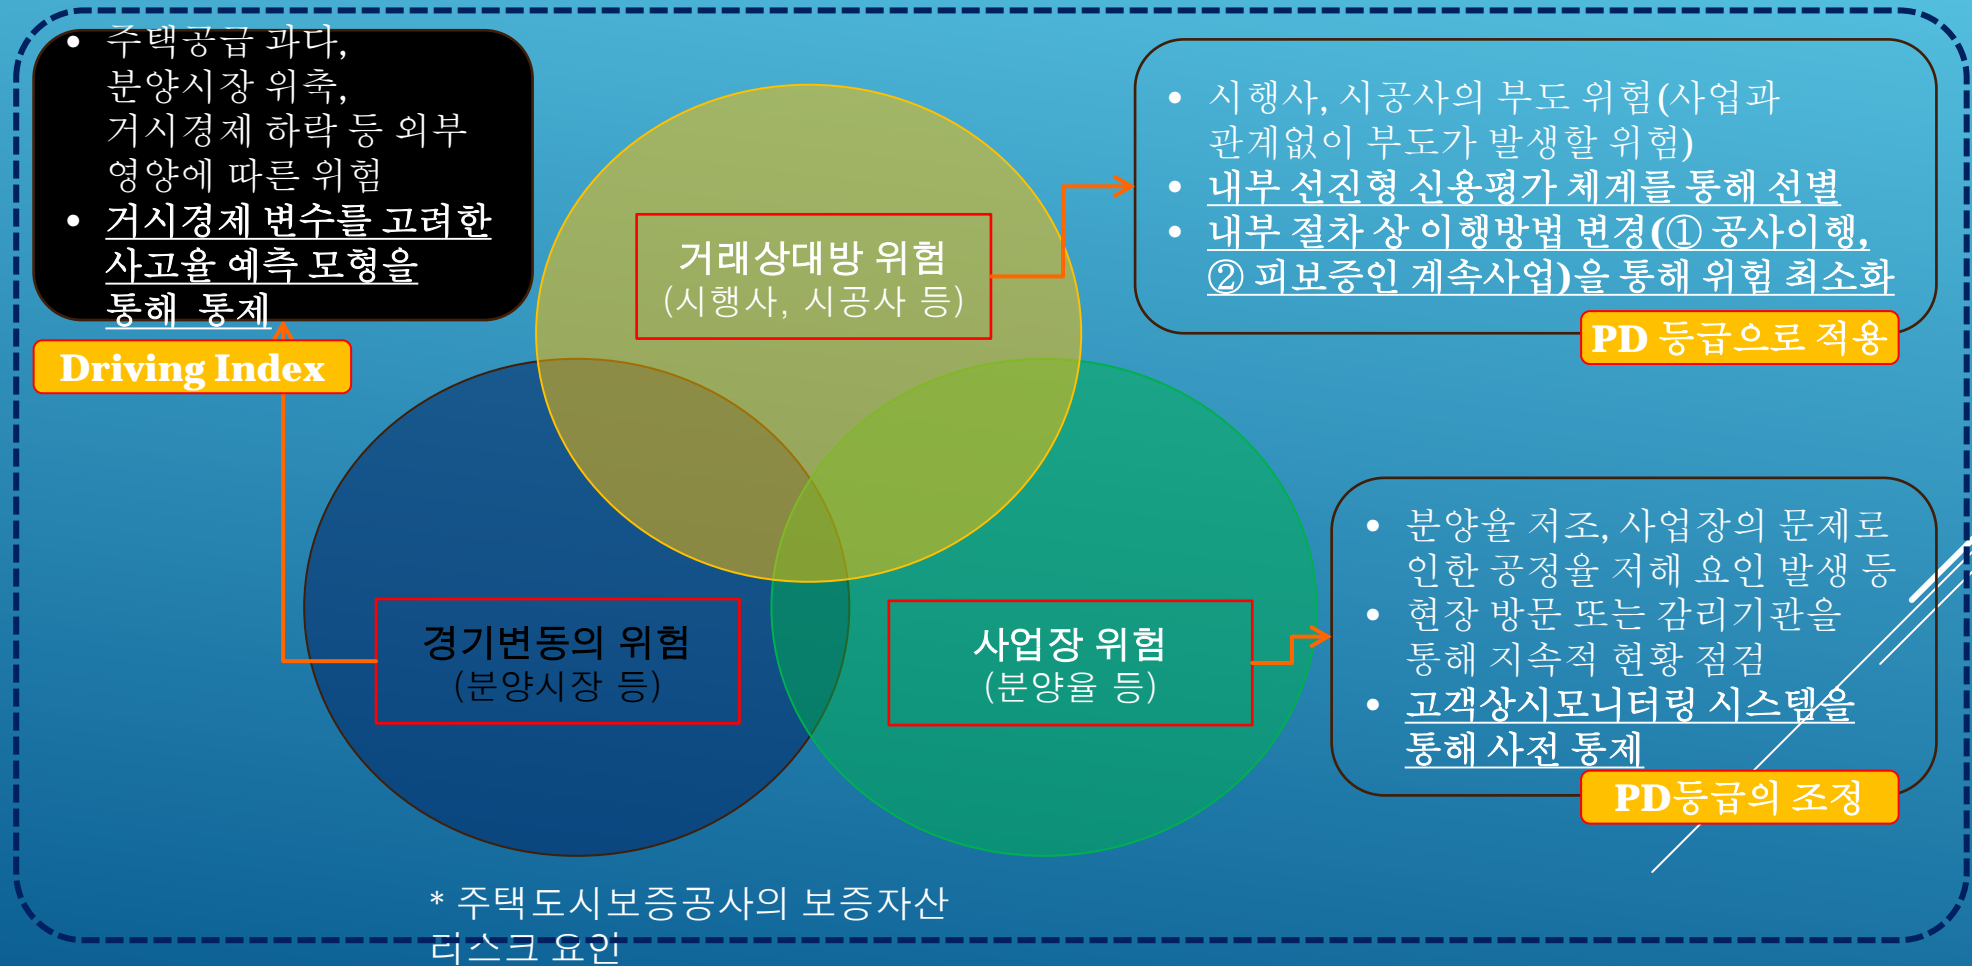 • 주택공급 과다,
분양시장 위축,
거시경제 하락 등 외부
영양에 따른 위험
• 거시경제 변수를 고려한
사고율 예측 모형을
통해 통제
Driving Index
거래상대방 위험
(시행사, 시공사 등)
• 시행사, 시공사의 부도 위험(사업과
관계없이 부도가 발생할 위험)
• 내부 선진형 신용평가 체계를 통해 선별
• 내부 절차 상 이행방법 변경(① 공사이행,
② 피보증인 계속사업)을 통해 위험 최소화
PD 등급으로 적용
경기변동의 위험
(분양시장 등)
사업장 위험
(분양율 등)
• 분양율 저조, 사업장의 문제로
인한 공정율 저해 요인 발생 등
• 현장 방문 또는 감리기관을
통해 지속적 현황 점검
• 고객상시모니터링 시스템을
통해 사전 통제
PD등급의 조정
* 주택도시보증공사의 보증자산
리스크 요인